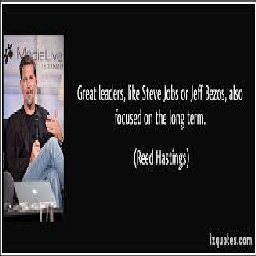 Great leaders, like Steve Jobs or Jeff Bezos, also
focused on the long term.
(Reed Hastings)
izquotes.com